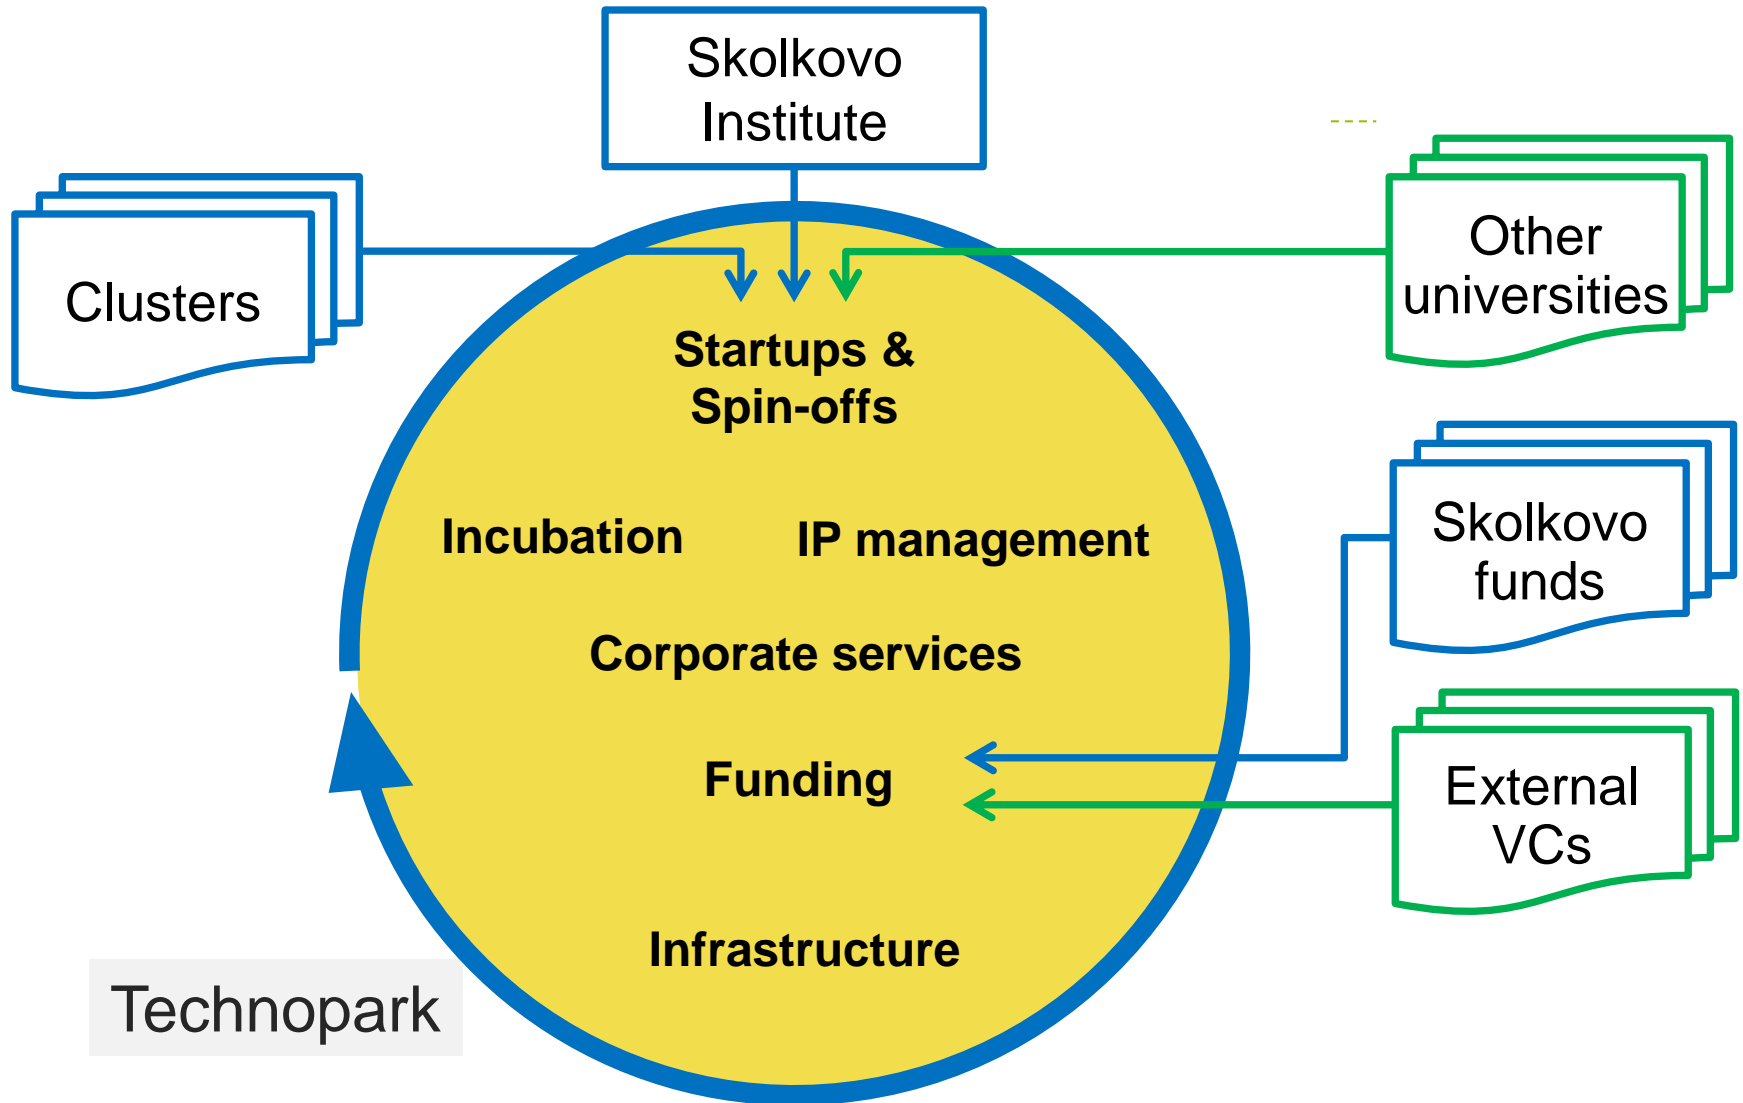 Skolkovo
Institute
Clusters
Other
universities
Startups &
Spin-offs
Incubation
IP management
Skolkovo
funds
Corporate services
Funding
External
VCs
Infrastructure
Technopark